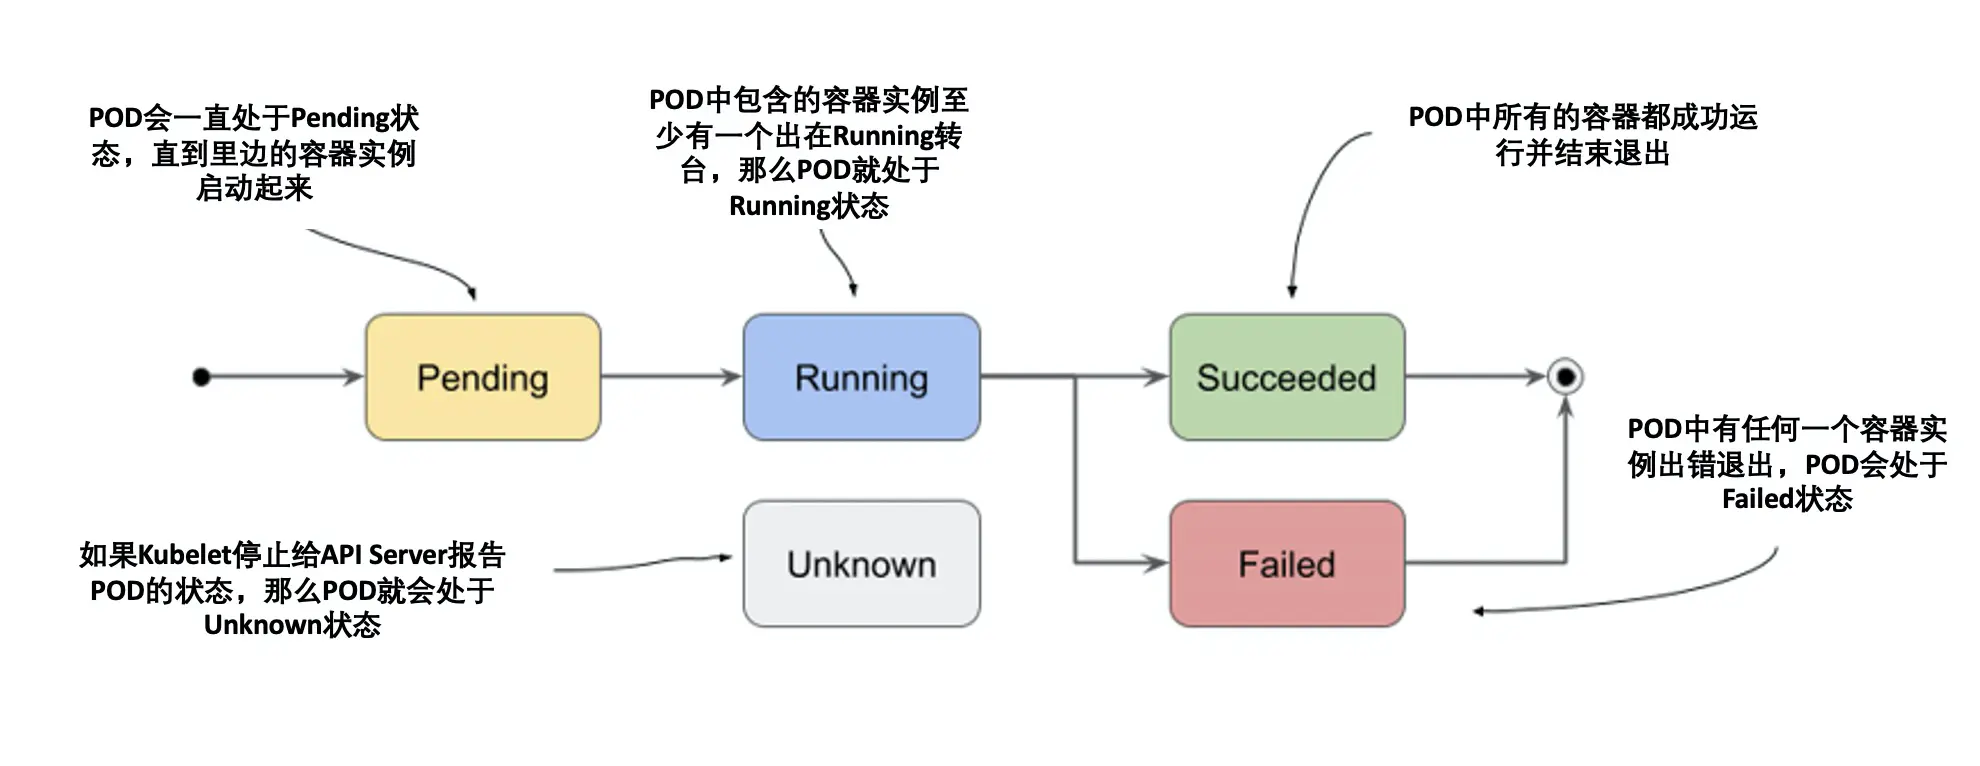 POD会一直处于Pending状
态，直到里边的容器实例
启动起来
POD中包含的容器实例至
少有一个出在Running转
台，那么POD就处于
Running状态
POD中所有的容器都成功运
行并结束退出
Pending
Running
Succeeded
POD中有任何一个容器实
例出错退出，POD会处于
Failed状态
如果Kubelet停止给API Server报告
POD的状态，那么POD就会处于
Unknown状态
Unknown
Failed